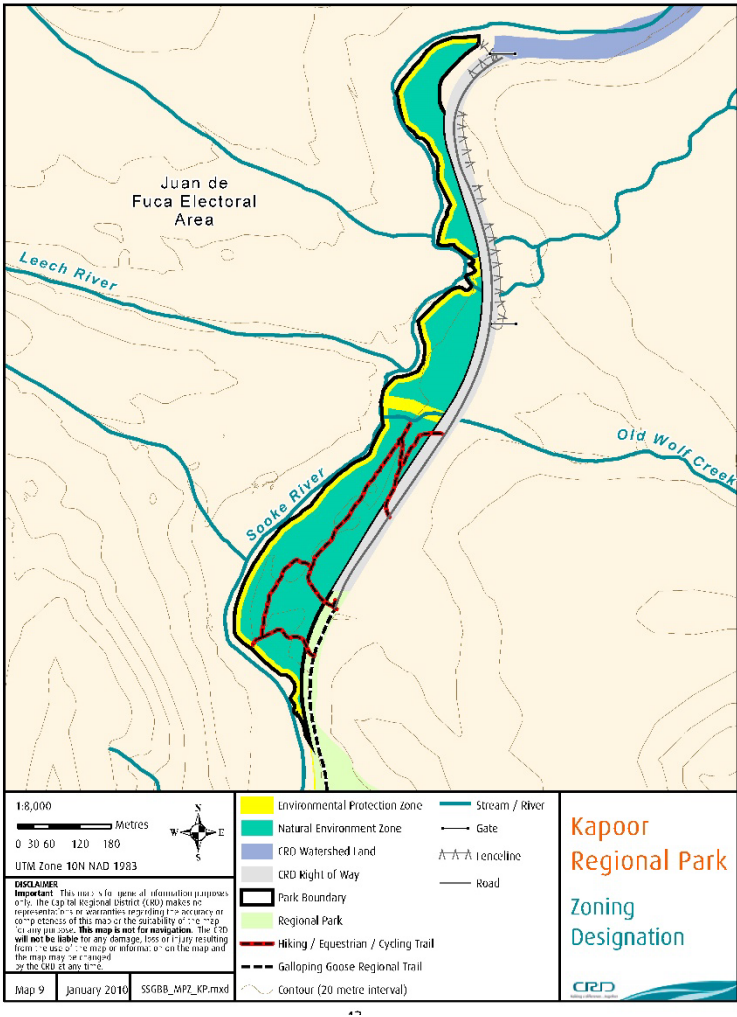 Juan de
Fuca Electoral
Area
Leech River
Old Wolf Creek
Sooke River
1:8,000
Metres
0 30 60 120 180
UTM Zone 10N NAD 1983
N
W E
S
DISCLAIMER
Important This map is for general information purposes
only. The Capital Regional District (CRD) makes no
representations or warranties regarding the accuracy or
completeness of this map or the suitability of the map
for any purpose. This map is not for navigation. The CRD
will not be liable for any damage, loss or injury resulting
from the use of the map or information on the map and
the map may be changed
by the CRD at any time.
Map 9 January 2010 SSGBB_MPZ_KP.mxd
Environmental Protection Zone
Natural Environment Zone
CRD Watershed Land
CRD Right of Way
Park Boundary
Regional Park
Hiking / Equestrian / Cycling Trail
Galloping Goose Regional Trail
Contour (20 metre interval)
Stream / River
Gate
Fenceline
Road
Kapoor
Regional Park
Zoning
Designation
CRD